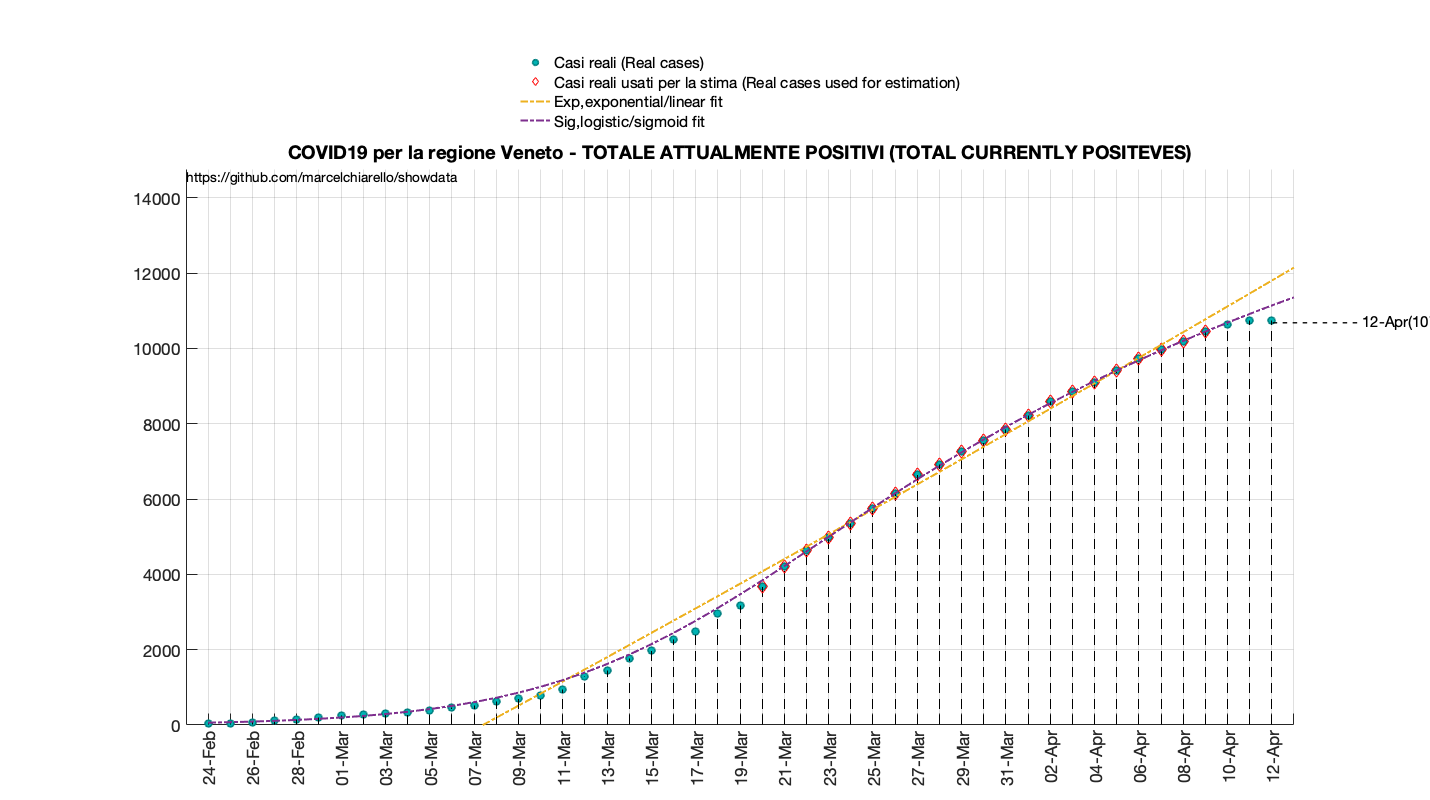 Casi reali (Real cases)
Casi reali usati per la stima (Real cases used for estimation)
Exp,exponential/linear fit
Sig,logistic/sigmoid fit
COVID19 per la regione Veneto - TOTALE ATTUALMENTE POSITIVI (TOTAL CURRENTLY POSITEVES)
https://github.com/marcelchiarello/showdata
14000
12000
10000
8000
6000
4000
2000
0
12-Apr(10
24-Feb
26-Feb
28-Feb
01-Mar
03-Mar
05-Mar
07-Mar
09-Mar
11-Mar
13-Mar
15-Mar
17-Mar
19-Mar
21-Mar
23-Mar
25-Mar
27-Mar
29-Mar
31-Mar
02-Apr
04-Apr
06-Apr
08-Apr
10-Apr
12-Apr